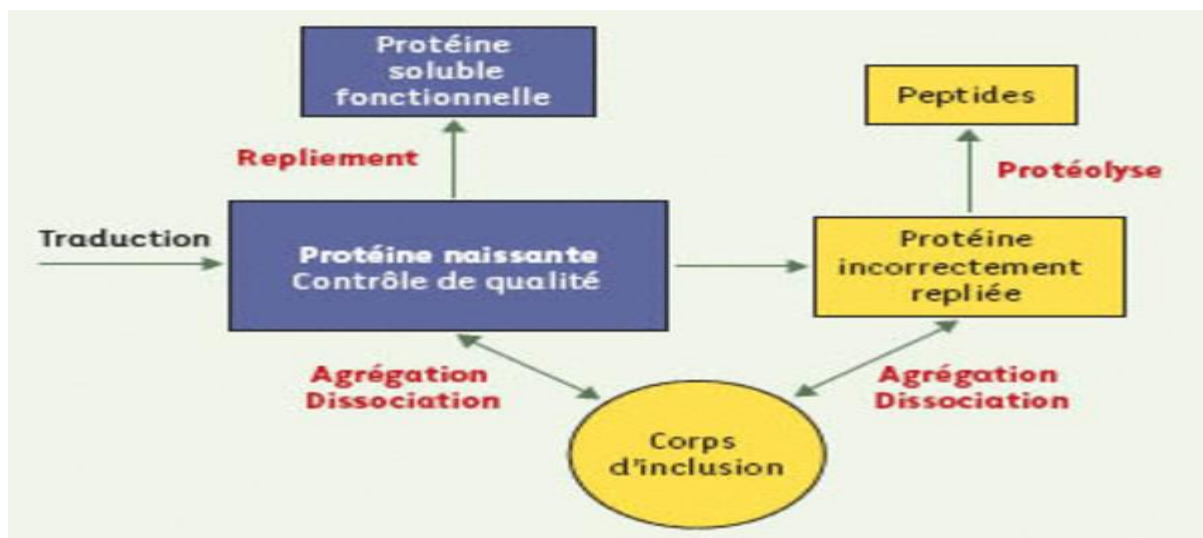 Protéine
soluble
fonctionnelle
Peptides
Repliement
Protéolyse
Traduction
Protéine naissante
Contrôle de qualité
Protéine
incorrectement
repliée
Agrégation
Dissociation
Agrégation
Dissociation
Corps
d'inclusion